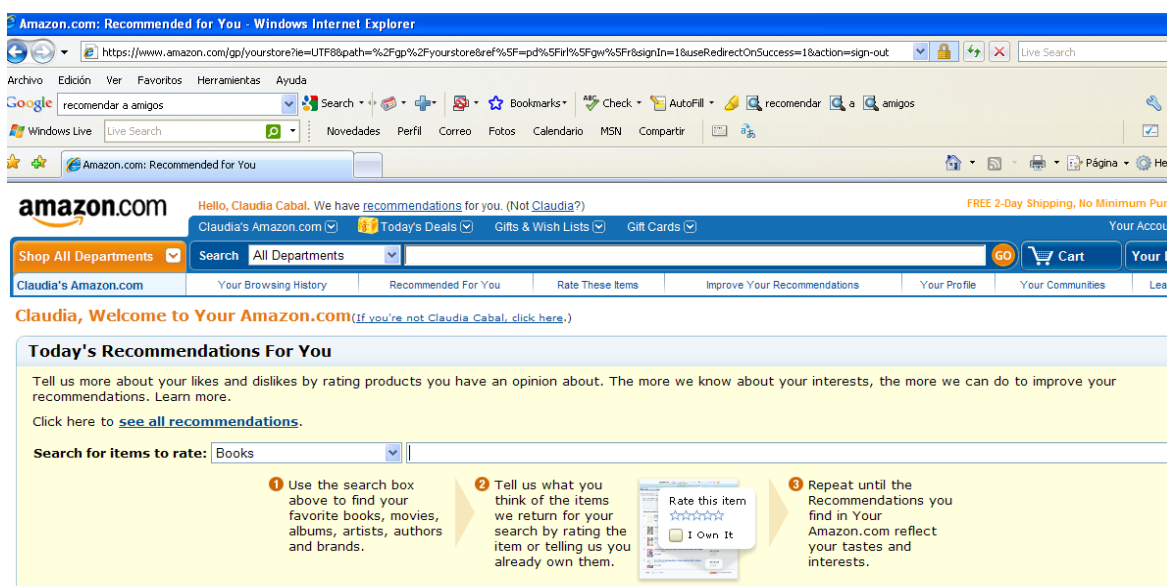 Amazon.com: Recommended for You - Windows Internet Explorer
https://www.amazon.com/gp/yourstore?ie=UTF8&path=%2Fgp%2Fyourstore&ref%5F=pd%5Firl%5Fgw%5Fr&signIn=1&useRedirectOnSuccess=1&action=sign-out Live Search
Archivo Edición Ver Favoritos Herramientas Ayuda
Google recomendar a amigos Search Bookmarks ABC Check AutoFill recomendar a amigos
Windows Live Live Search Novedades Perfil Correo Fotos Calendario MSN Compartir
Amazon.com: Recommended for You Página He
amazon.com Hello, Claudia Cabal. We have recommendations for you. (Not Claudia?) FREE 2-Day Shipping, No Minimum Pur
Claudia's Amazon.com Today's Deals Gifts & Wish Lists Gift Cards Your Accou
Shop All Departments Search All Departments GO Cart Your
Claudia's Amazon.com Your Browsing History Recommended For You Rate These Items Improve Your Recommendations Your Profile Your Communities Lea
Claudia, Welcome to Your Amazon.com (If you're not Claudia Cabal, click here.)
Today's Recommendations For You
Tell us more about your likes and dislikes by rating products you have an opinion about. The more we know about your interests, the more we can do to improve your
recommendations. Learn more.
Click here to see all recommendations.
Search for items to rate: Books
1 Use the search box
above to find your
favorite books, movies,
albums, artists, authors
and brands.
2 Tell us what you
think of the items
we return for your
search by rating the
item or telling us you
already own them.
Rate this item
I Own It
3 Repeat until the
Recommendations you
find in Your
Amazon.com reflect
your tastes and
interests.